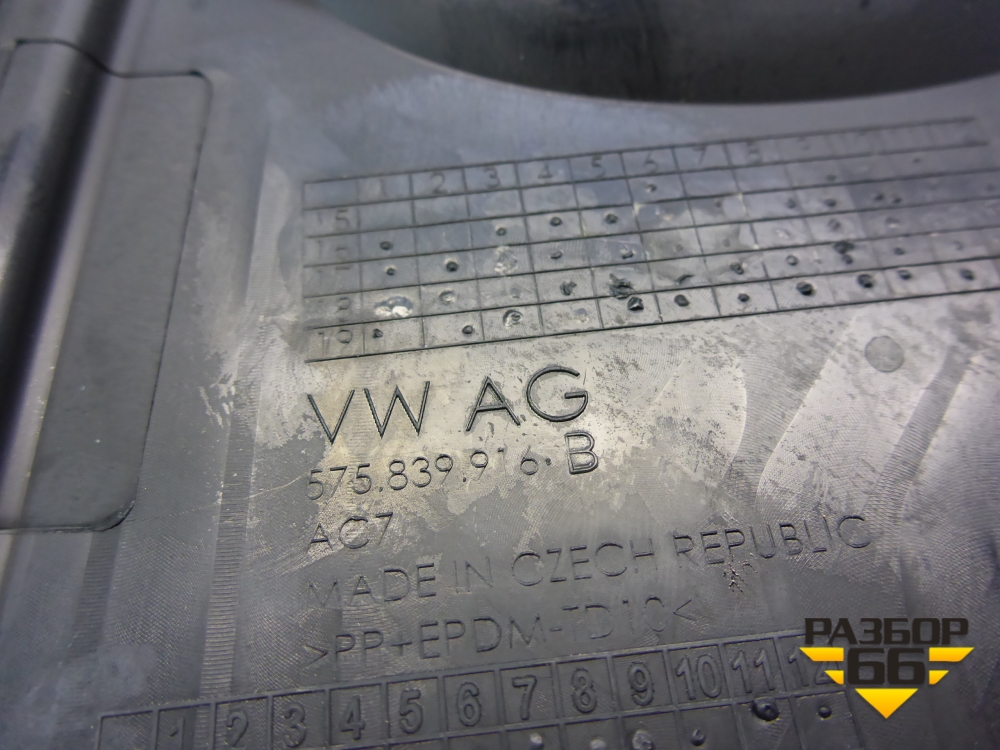 1 2 3 4 5 6 7 8
15
19
VW AG
575.839.916 B
AC7
MADE IN CZECH REPUBLIC
>PP+EPDM-TD10<
1 2 3 4 5 6 7 8 9 10 11 12
РАЗБОР
66